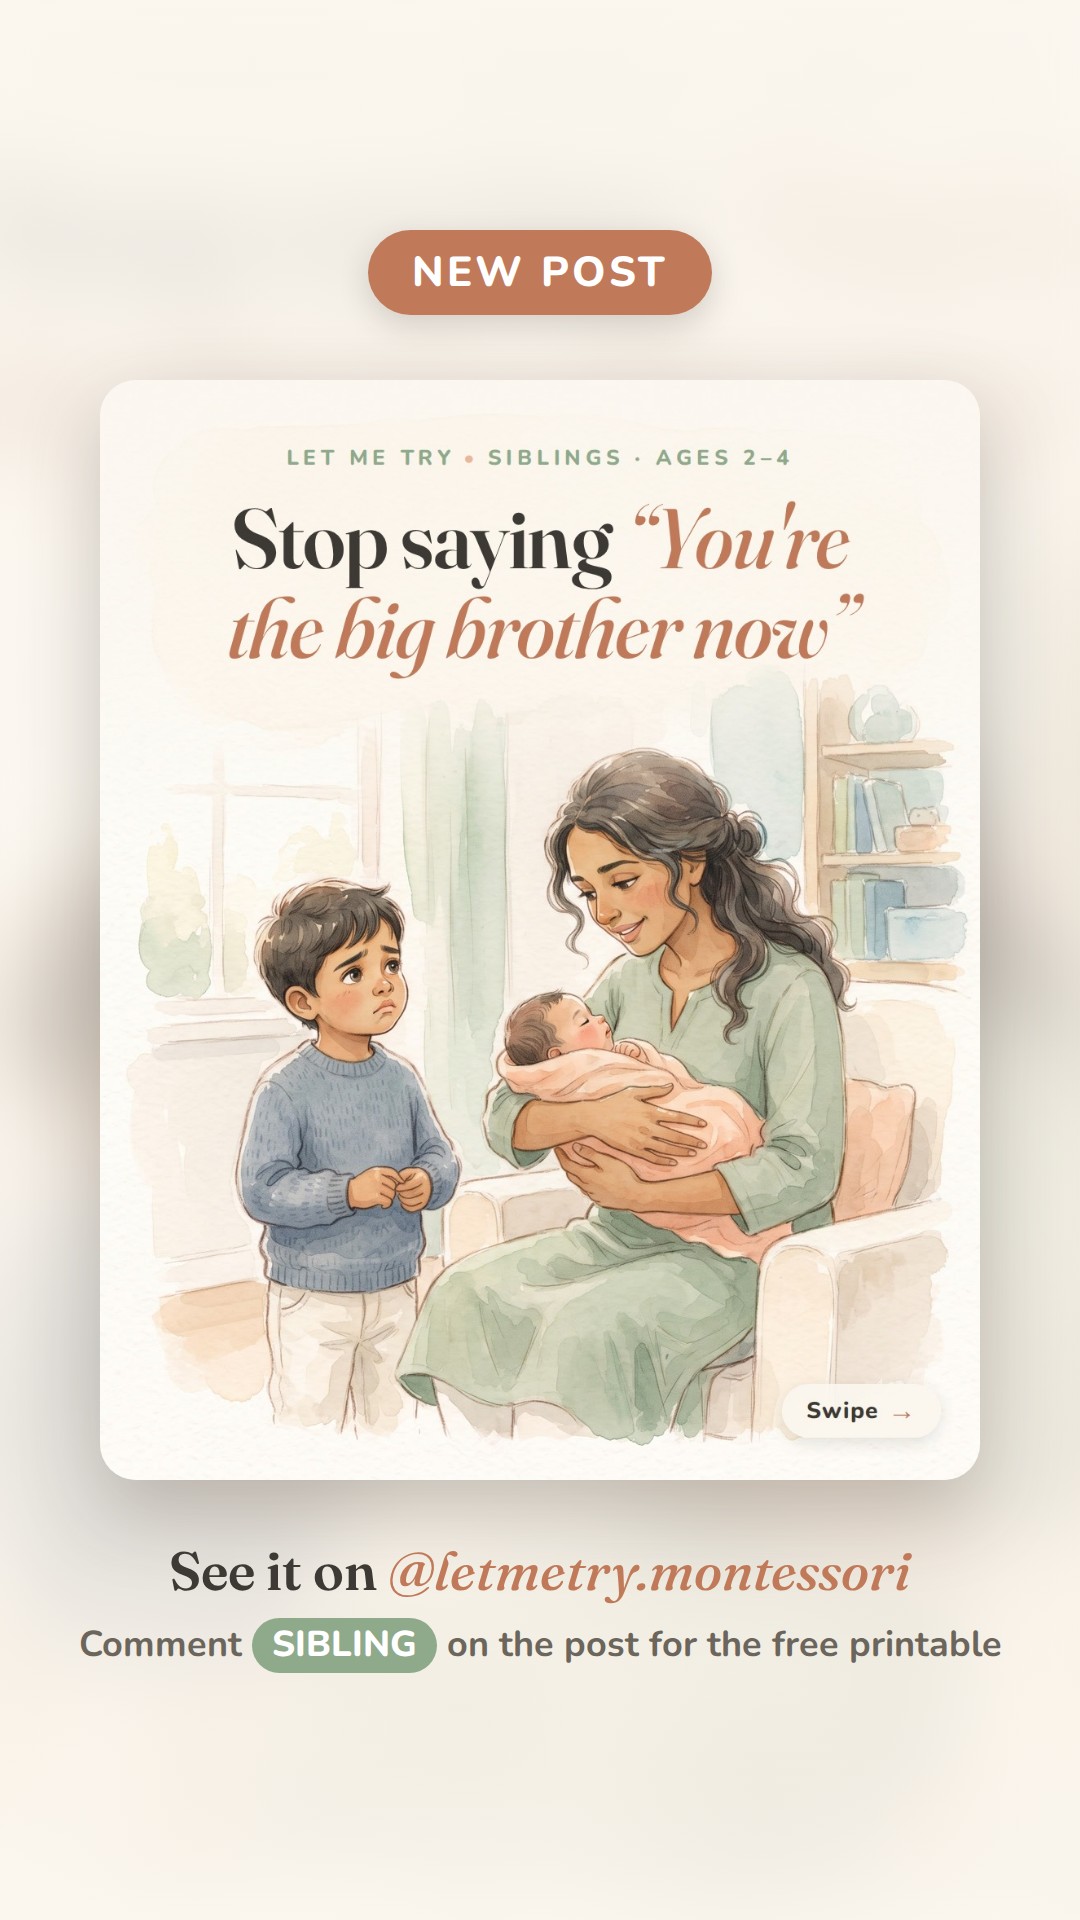 NEW POST
LET ME TRY • SIBLINGS · AGES 2–4
Stop saying “You're
the big brother now”
Swipe →
See it on @letmetry.montessori
Comment SIBLING on the post for the free printable